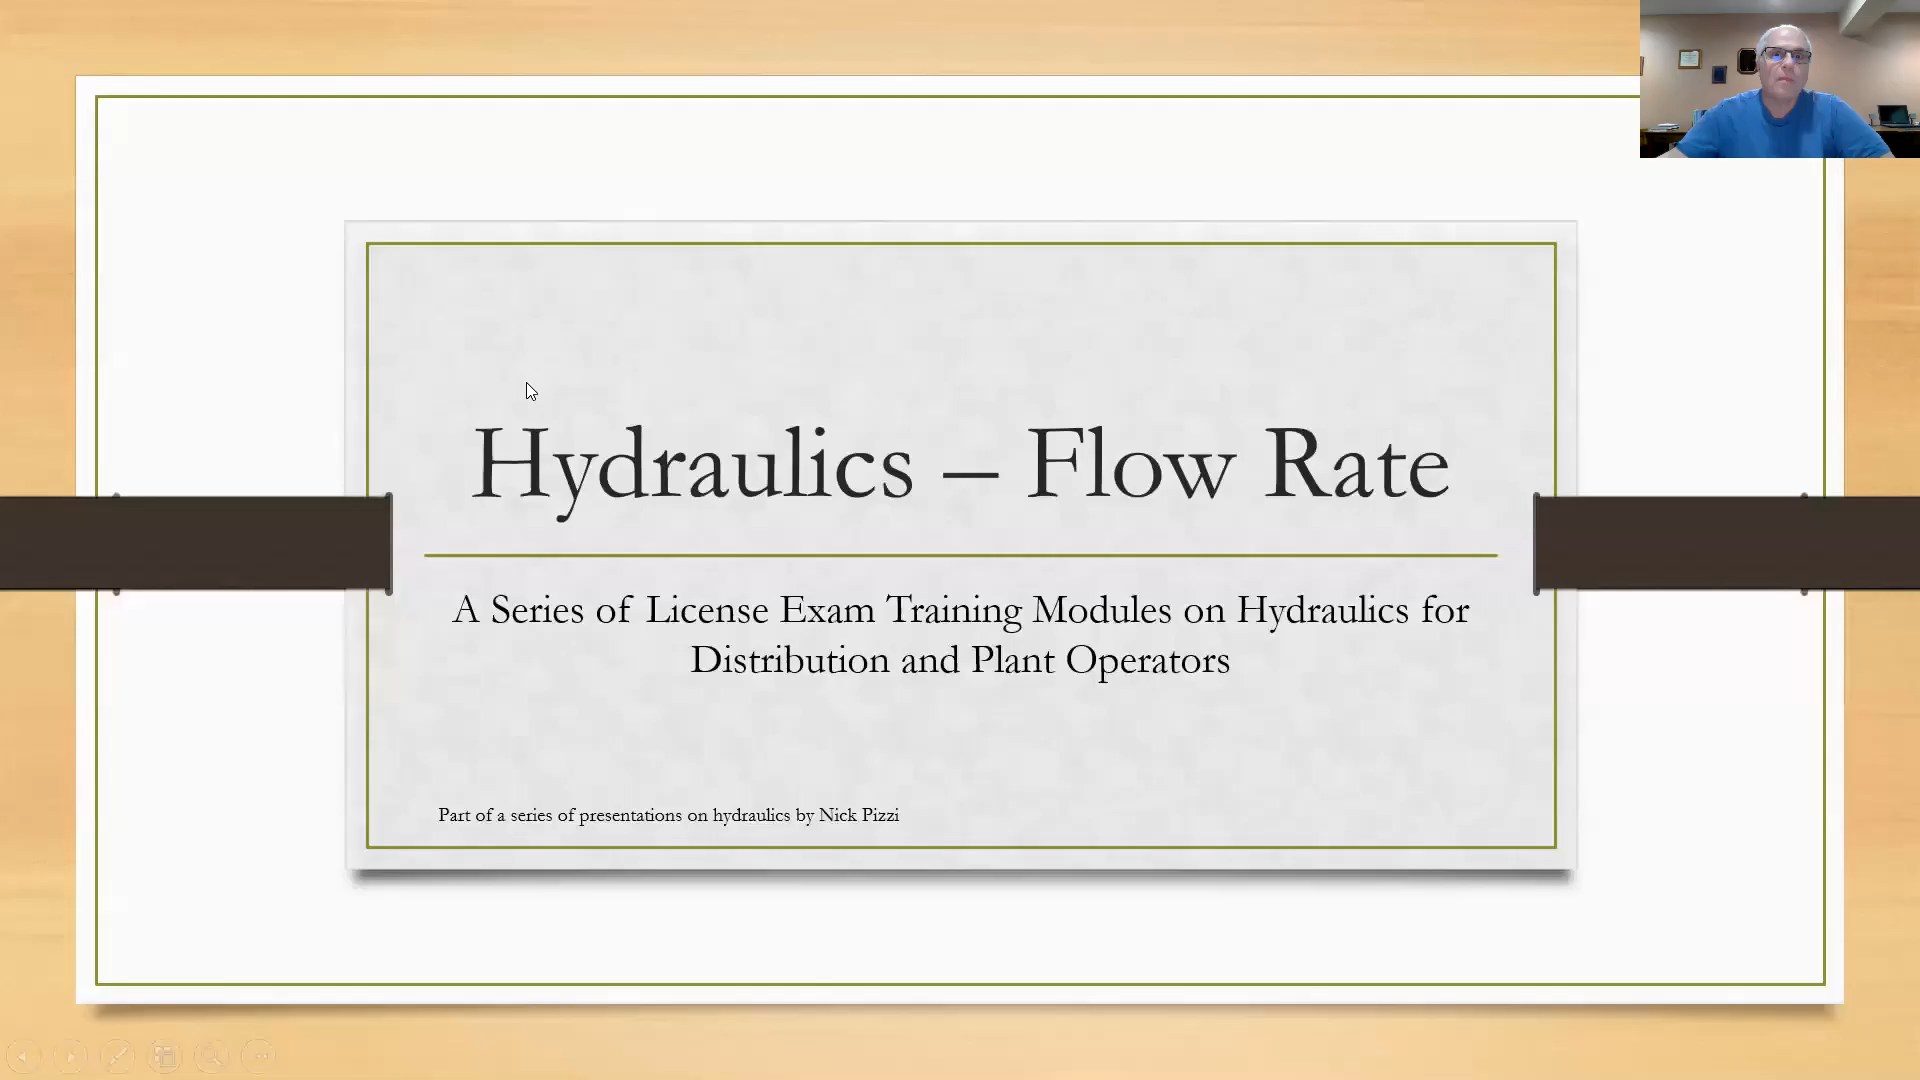 Hydraulics – Flow Rate
A Series of License Exam Training Modules on Hydraulics for
Distribution and Plant Operators
Part of a series of presentations on hydraulics by Nick Pizzi